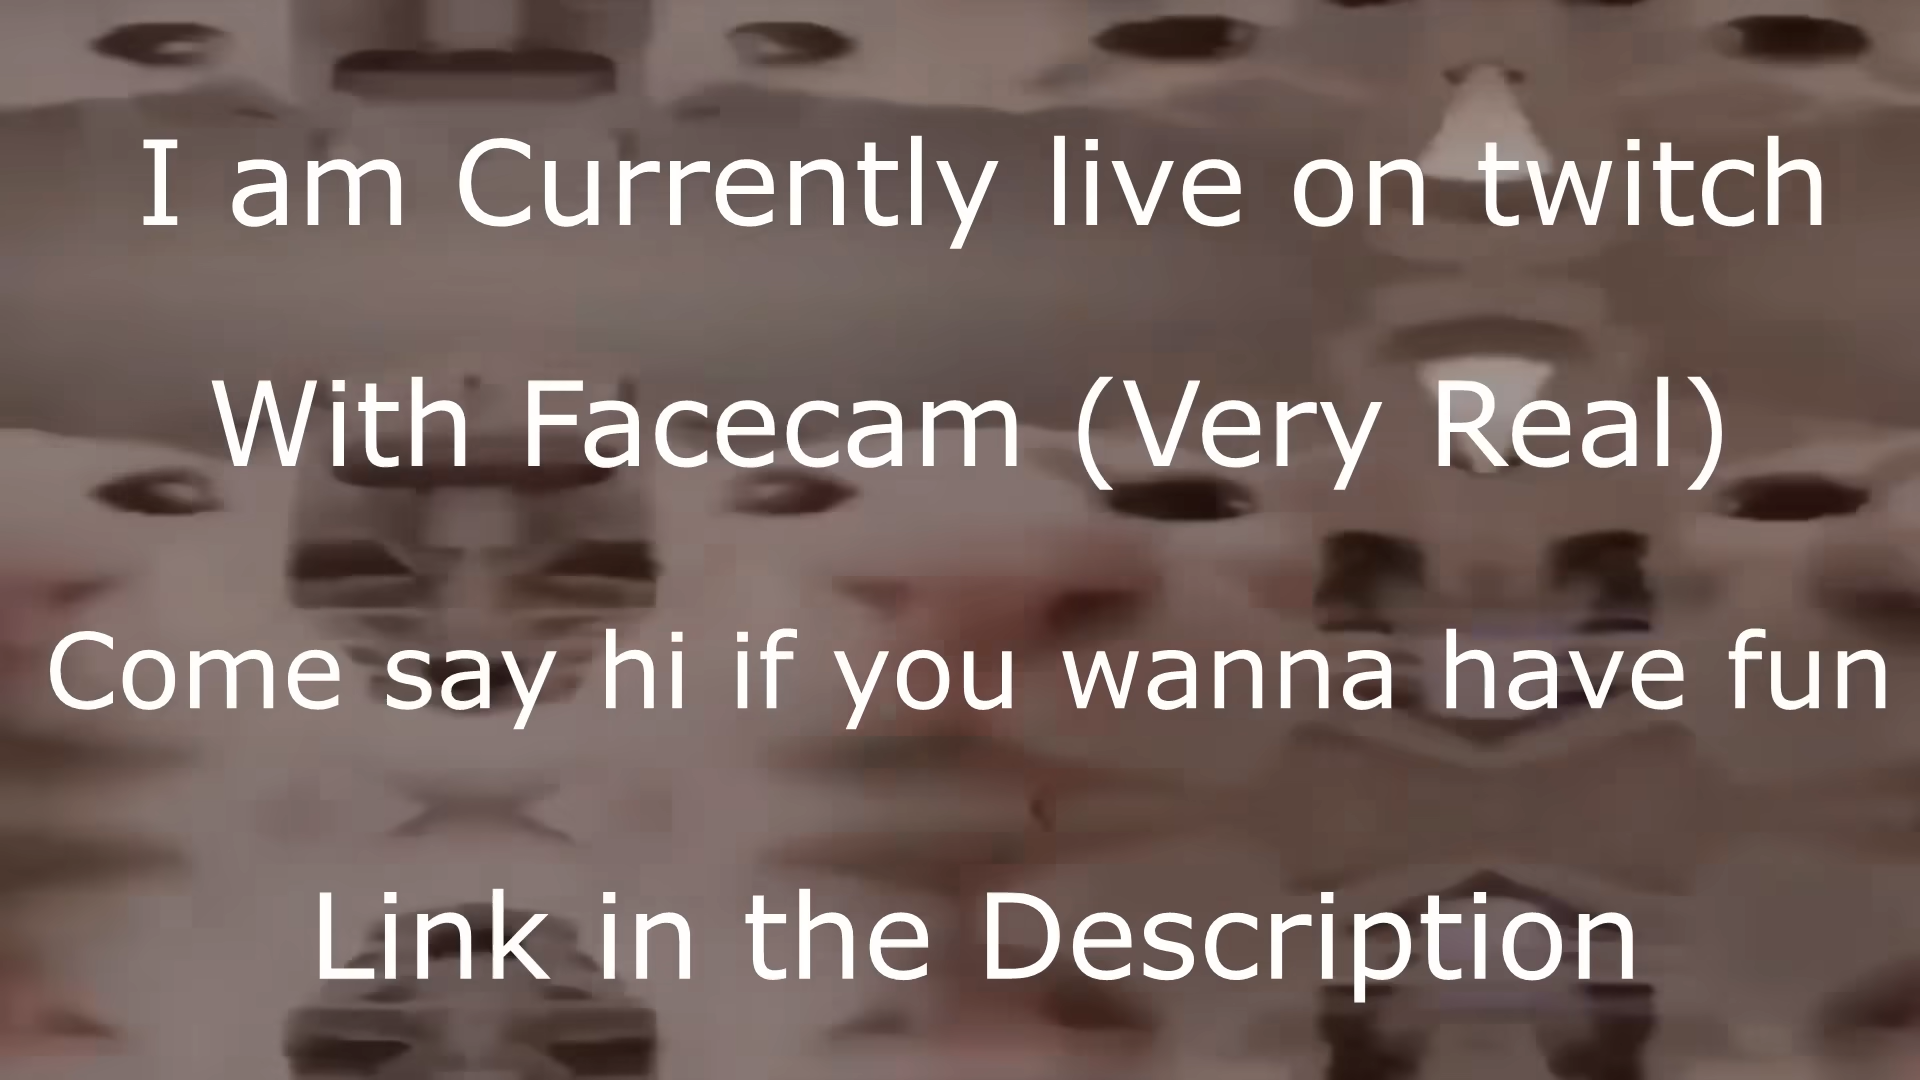 I am Currently live on twitch
With Facecam (Very Real)
Come say hi if you wanna have fun
Link in the Description